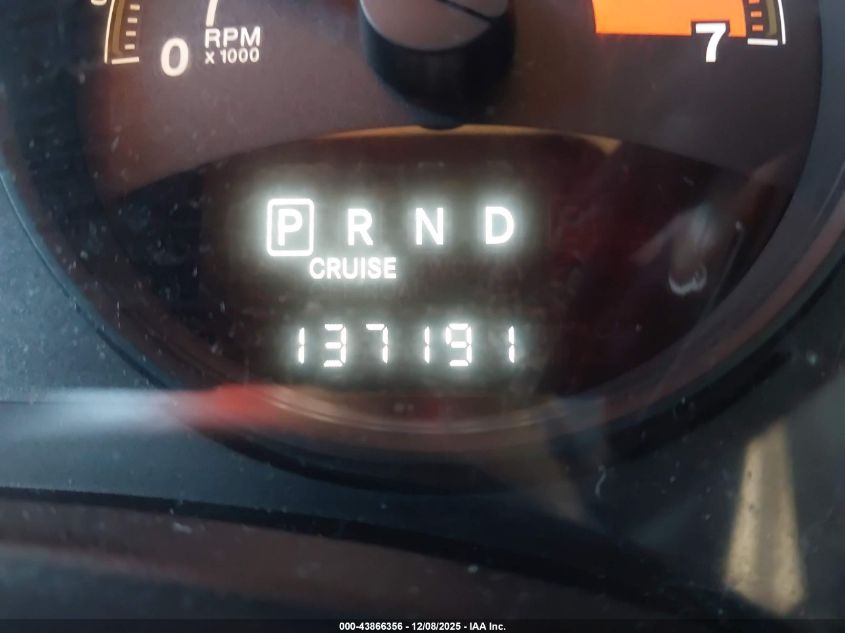 RPM
x 1000
0
7
P R N D
CRUISE
137191
000-43866356 - 12/08/2025 - IAA Inc.